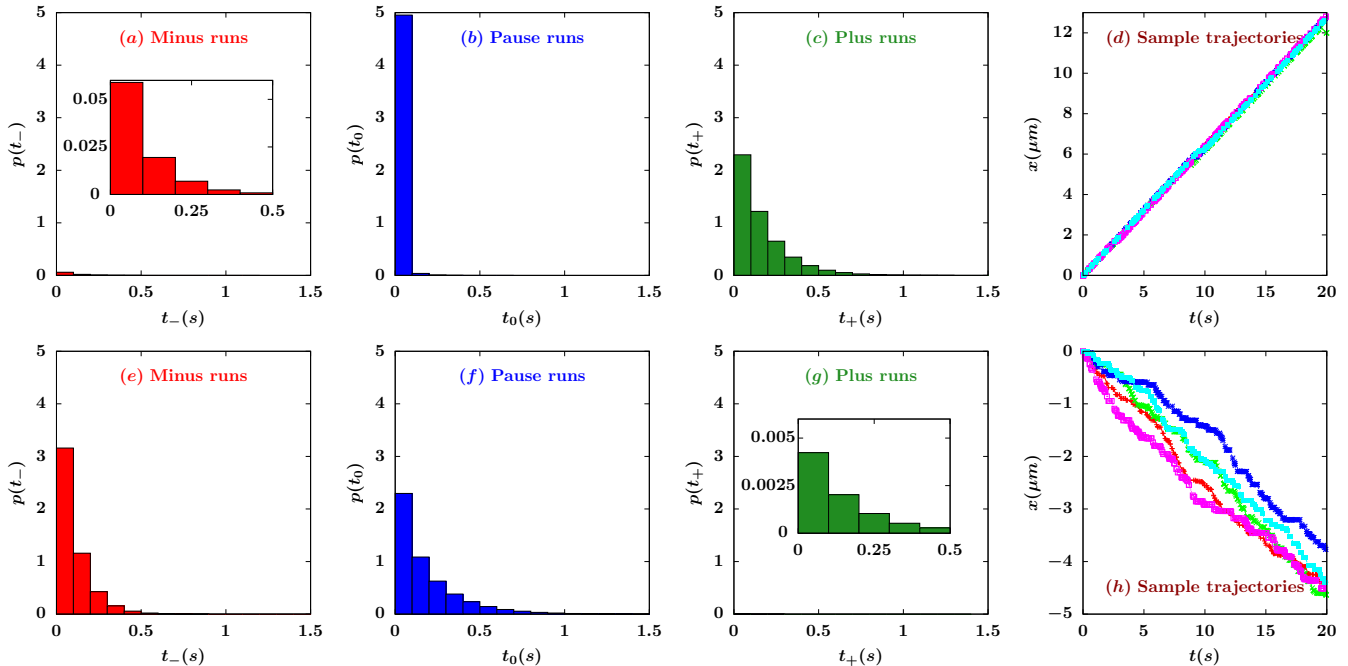 (a) Minus runs
p(t₋)
5
4
3
2
1
0
0.05
0.025
0
0 0.25 0.5
0 0.5 1 1.5
t₋(s)
(b) Pause runs
p(t₀)
5
4
3
2
1
0
0 0.5 1 1.5
t₀(s)
(c) Plus runs
p(t₊)
5
4
3
2
1
0
0 0.5 1 1.5
t₊(s)
(d) Sample trajectories
x(μm)
12
10
8
6
4
2
0
0 5 10 15 20
t(s)
(e) Minus runs
p(t₋)
5
4
3
2
1
0
0 0.5 1 1.5
t₋(s)
(f) Pause runs
p(t₀)
5
4
3
2
1
0
0 0.5 1 1.5
t₀(s)
(g) Plus runs
p(t₊)
5
4
3
2
1
0
0.005
0.0025
0
0 0.25 0.5
0 0.5 1 1.5
t₊(s)
x(μm)
0
−1
−2
−3
−4
−5
(h) Sample trajectories
0 5 10 15 20
t(s)